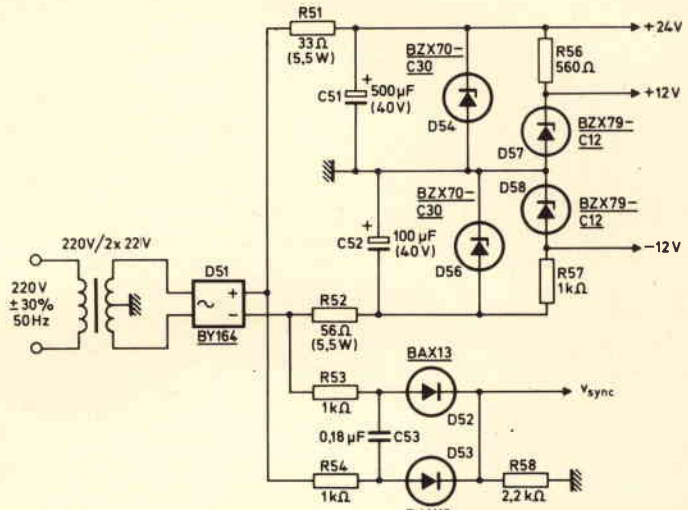 R51
33Ω
(5,5W)
C51
+
500µF
(40V)
BZX70-
C30
D54
R56
560Ω
+24V
+12V
BZX79-
C12
D57
D58
BZX79-
C12
-12V
BZX70-
C30
+
C52
100µF
(40V)
D56
R57
1kΩ
220V/2x 22V
220V
±30%
50Hz
D51
~
+
−
BY164
R52
56Ω
(5,5W)
R53
1kΩ
BAX13
D52
Vsync
0,18µF
C53
R54
1kΩ
D53
R58
2,2kΩ